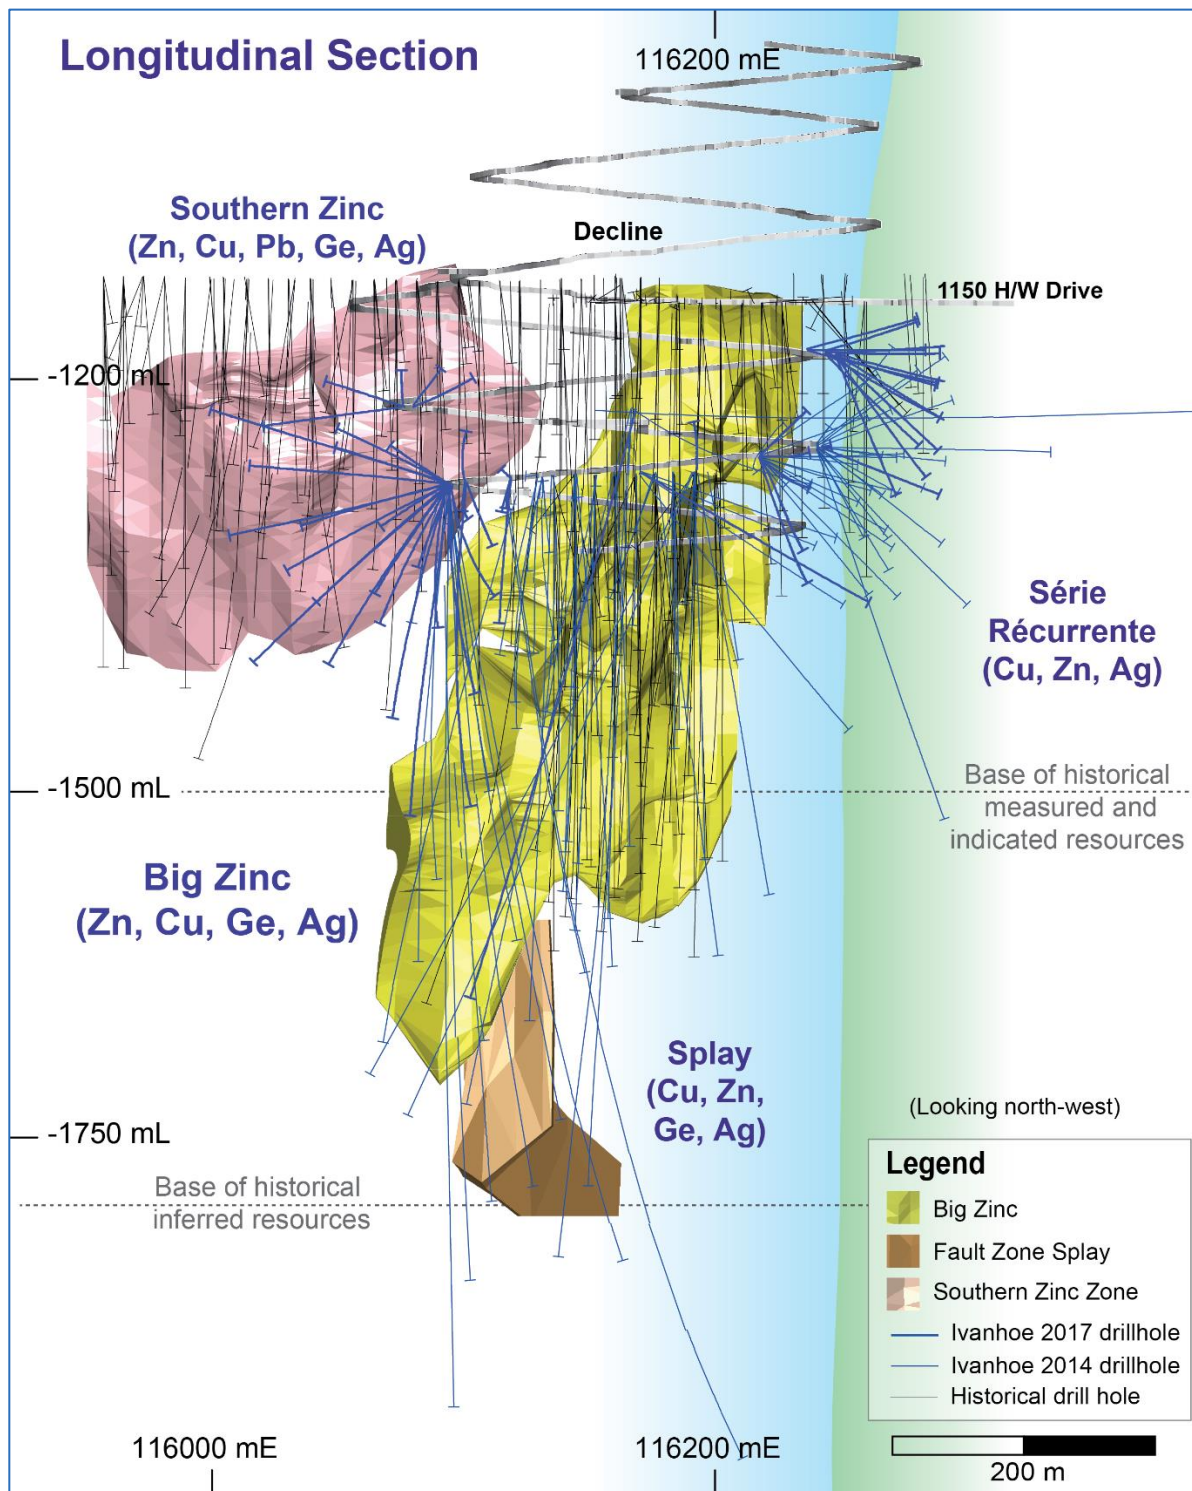 Longitudinal Section
116200 mE
Southern Zinc
(Zn, Cu, Pb, Ge, Ag)
Decline
1150 H/W Drive
-1200 mL
Série
Récurrente
(Cu, Zn, Ag)
-1500 mL
Base of historical
measured and
indicated resources
Big Zinc
(Zn, Cu, Ge, Ag)
Splay
(Cu, Zn,
Ge, Ag)
-1750 mL
Base of historical
inferred resources
(Looking north-west)
Legend
Big Zinc
Fault Zone Splay
Southern Zinc Zone
Ivanhoe 2017 drillhole
Ivanhoe 2014 drillhole
Historical drill hole
116000 mE
116200 mE
200 m